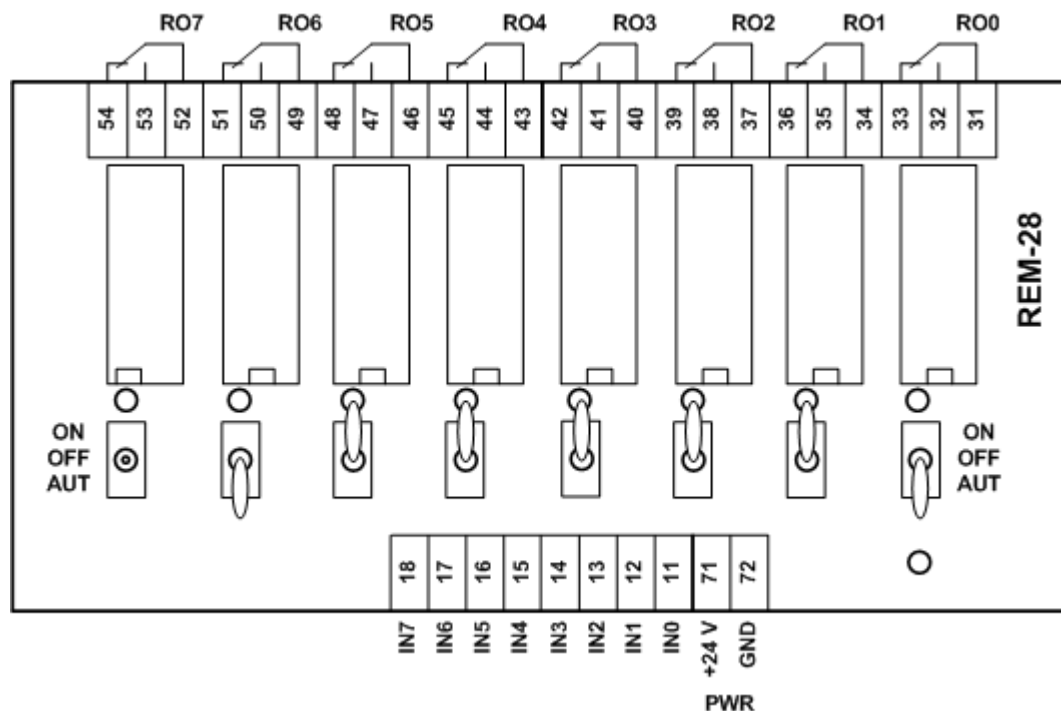 RO7 RO6 RO5 RO4 RO3 RO2 RO1 RO0
54 53 52 51 50 49 48 47 46 45 44 43 42 41 40 39 38 37 36 35 34 33 32 31
REM-28
ON ON
OFF OFF
AUT AUT
18 17 16 15 14 13 12 11 71 72
IN7 IN6 IN5 IN4 IN3 IN2 IN1 IN0 +24 V GND
PWR